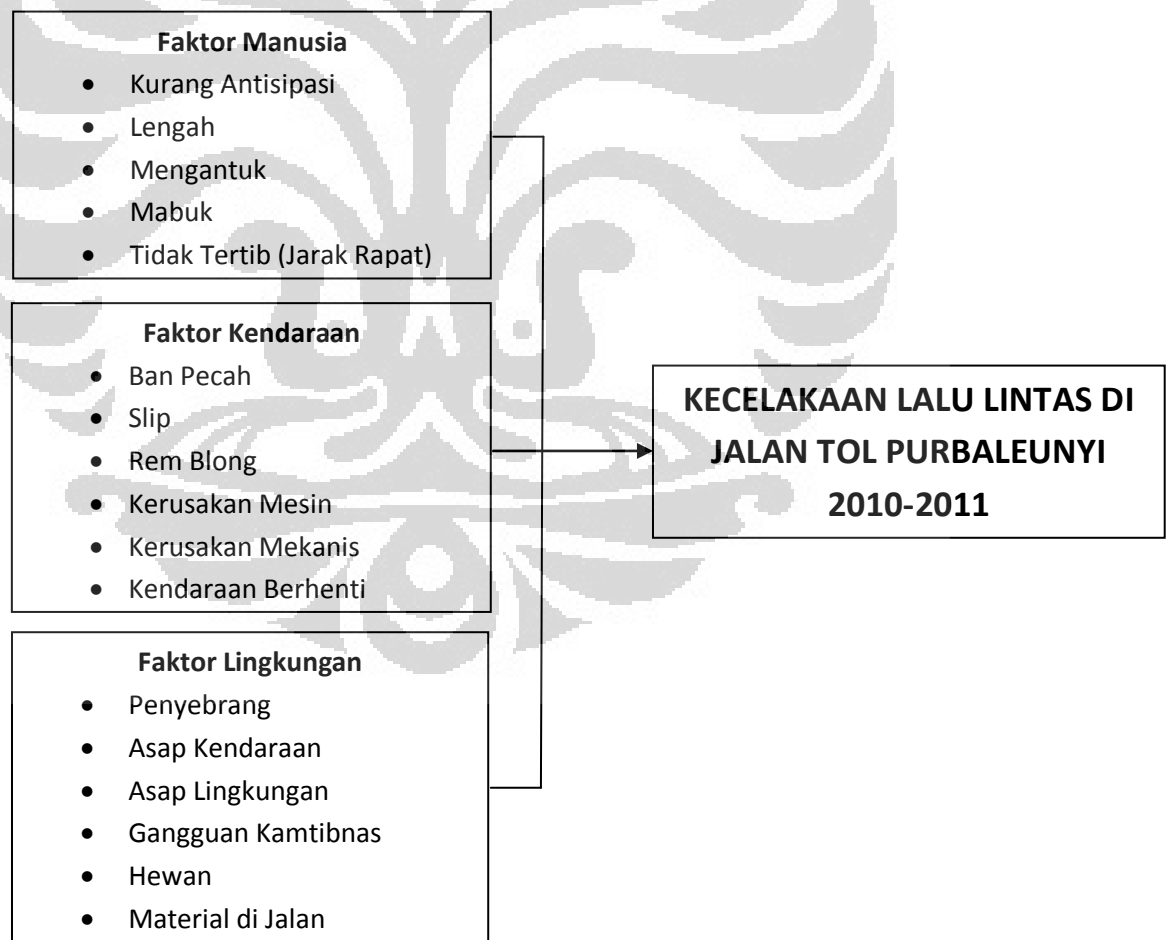 Faktor Manusia
• Kurang Antisipasi
• Lengah
• Mengantuk
• Mabuk
• Tidak Tertib (Jarak Rapat)
Faktor Kendaraan
• Ban Pecah
• Slip
• Rem Blong
• Kerusakan Mesin
• Kerusakan Mekanis
• Kendaraan Berhenti
Faktor Lingkungan
• Penyebrang
• Asap Kendaraan
• Asap Lingkungan
• Gangguan Kamtibnas
• Hewan
• Material di Jalan
KECELAKAAN LALU LINTAS DI
JALAN TOL PURBALEUNYI
2010-2011